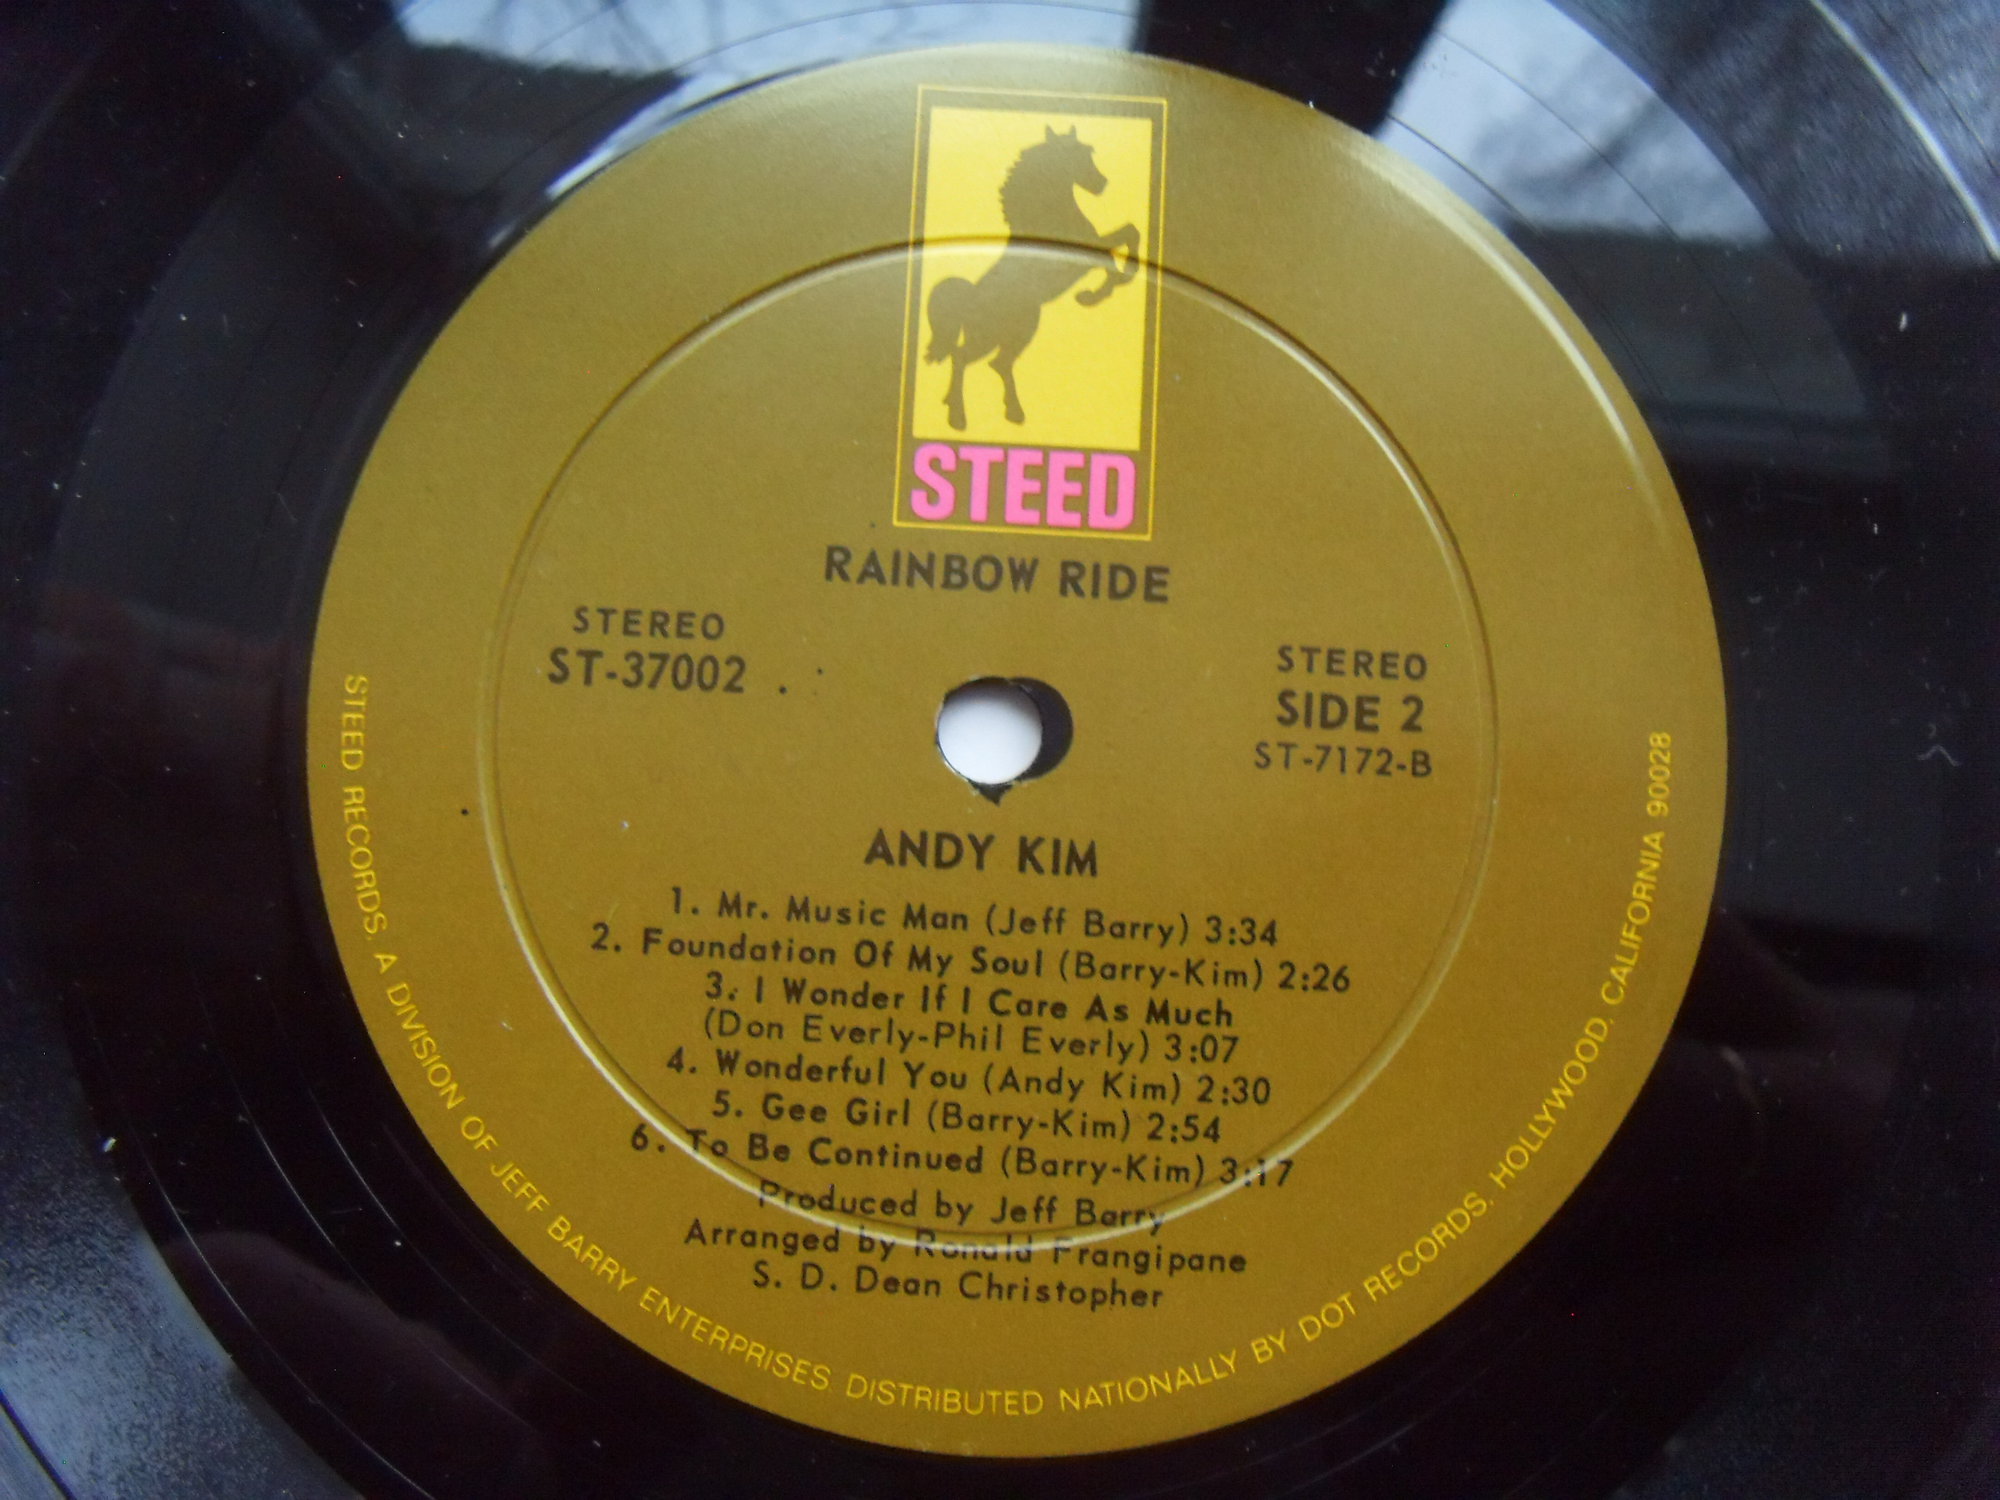 STEED
RAINBOW RIDE
STEREO
ST-37002
STEREO
SIDE 2
ST-7172-B
ANDY KIM
1. Mr. Music Man (Jeff Barry) 3:34
2. Foundation Of My Soul (Barry-Kim) 2:26
3. I Wonder If I Care As Much
(Don Everly-Phil Everly) 3:07
4. Wonderful You (Andy Kim) 2:30
5. Gee Girl (Barry-Kim) 2:54
6. To Be Continued (Barry-Kim) 3:17
Produced by Jeff Barry
Arranged by Ronald Frangipane
S. D. Dean Christopher
STEED RECORDS, A DIVISION OF JEFF BARRY ENTERPRISES. DISTRIBUTED NATIONALLY BY DOT RECORDS, HOLLYWOOD, CALIFORNIA 90028